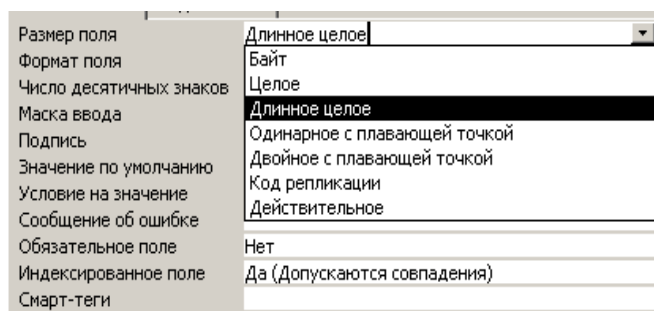 Размер поля Длинное целое
Формат поля Байт
Число десятичных знаков Целое
Маска ввода Длинное целое
Подпись Одинарное с плавающей точкой
Значение по умолчанию Двойное с плавающей точкой
Условие на значение Код репликации
Сообщение об ошибке Действительное
Обязательное поле Нет
Индексированное поле Да (Допускаются совпадения)
Смарт-теги